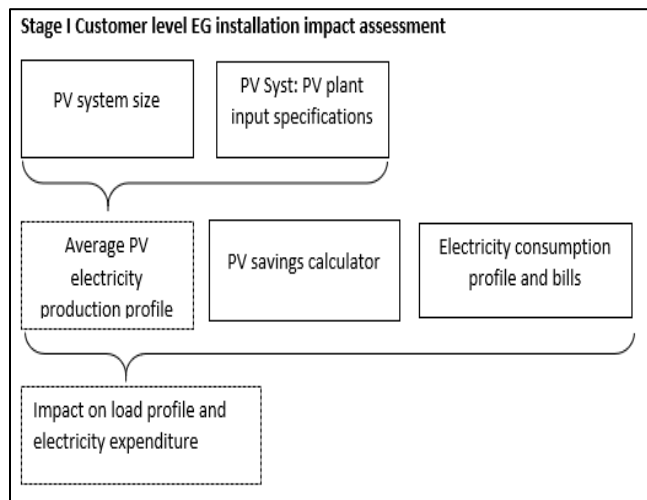 Stage I Customer level EG installation impact assessment
PV system size
PV Syst: PV plant
input specifications
Average PV
electricity
production profile
PV savings calculator
Electricity consumption
profile and bills
Impact on load profile and
electricity expenditure